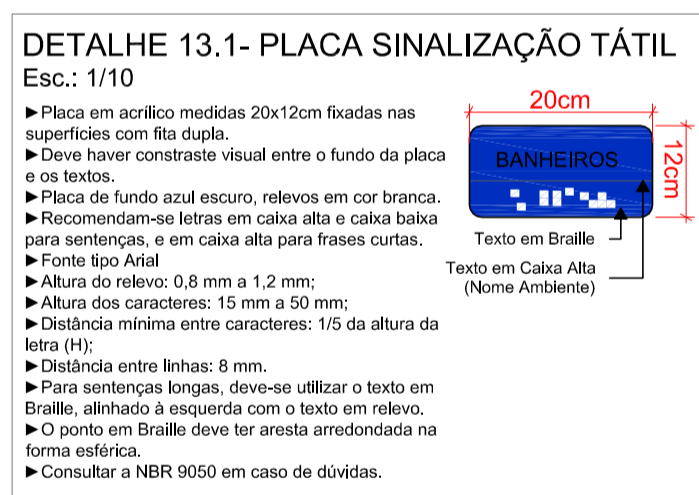 DETALHE 13.1- PLACA SINALIZAÇÃO TÁTIL
Esc.: 1/10
►Placa em acrílico medidas 20x12cm fixadas nas
superfícies com fita dupla.
►Deve haver constraste visual entre o fundo da placa
e os textos.
►Placa de fundo azul escuro, relevos em cor branca.
►Recomendam-se letras em caixa alta e caixa baixa
para sentenças, e em caixa alta para frases curtas.
►Fonte tipo Arial
►Altura do relevo: 0,8 mm a 1,2 mm;
►Altura dos caracteres: 15 mm a 50 mm;
►Distância mínima entre caracteres: 1/5 da altura da
letra (H);
►Distância entre linhas: 8 mm.
►Para sentenças longas, deve-se utilizar o texto em
Braille, alinhado à esquerda com o texto em relevo.
►O ponto em Braille deve ter aresta arredondada na
forma esférica.
►Consultar a NBR 9050 em caso de dúvidas.
20cm
12cm
BANHEIROS
Texto em Braille
Texto em Caixa Alta
(Nome Ambiente)